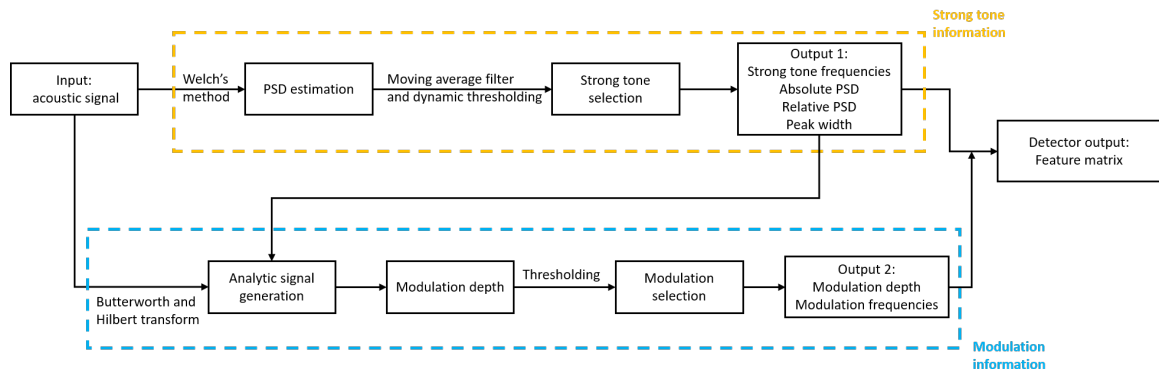 Strong tone
information
Input:
acoustic signal
Welch's
method
PSD estimation
Moving average filter
and dynamic thresholding
Strong tone
selection
Output 1:
Strong tone frequencies
Absolute PSD
Relative PSD
Peak width
Detector output:
Feature matrix
Butterworth and
Hilbert transform
Analytic signal
generation
Modulation depth
Thresholding
Modulation
selection
Output 2:
Modulation depth
Modulation frequencies
Modulation
information